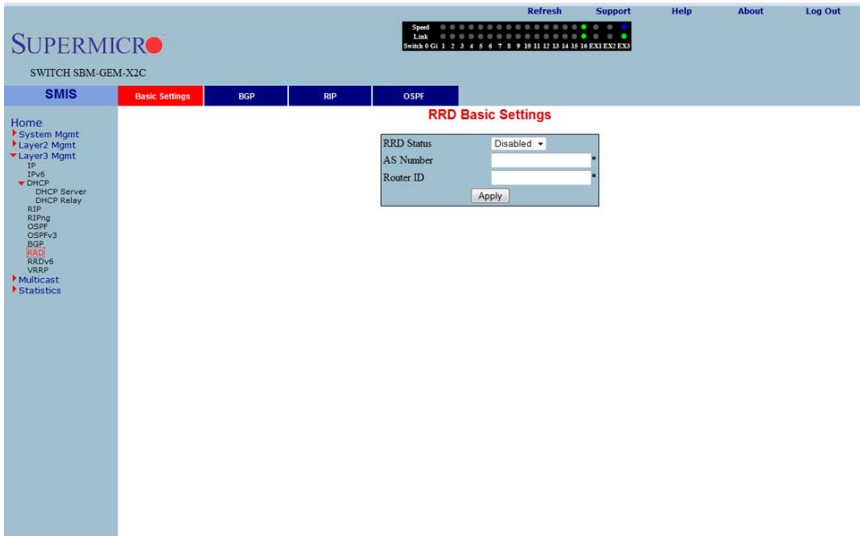 Refresh Support Help About Log Out
SUPERMICRO
Speed
Link
Switch 0 Gi 1 2 3 4 5 6 7 8 9 10 11 12 13 14 15 16 EX1 EX2 EX3
SWITCH SBM-GEM-X2C
SMIS
Basic Settings BGP RIP OSPF
Home
System Mgmt
Layer2 Mgmt
Layer3 Mgmt
IP
IPv6
DHCP
DHCP Server
DHCP Relay
RIP
RIPng
OSPF
OSPFv3
BGP
RRD
RRDv6
VRRP
Multicast
Statistics
RRD Basic Settings
RRD Status Disabled
AS Number *
Router ID *
Apply